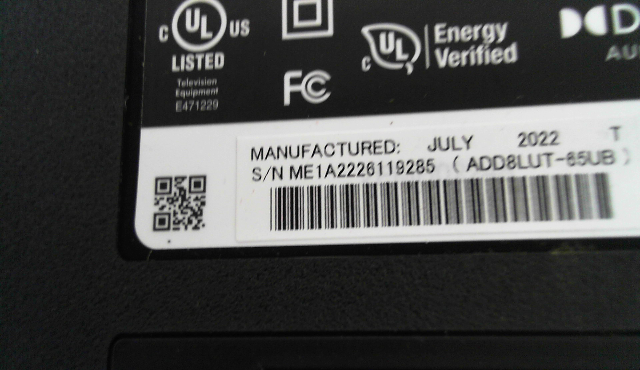 c UL US
LISTED
Television
Equipment
E471229
FC
c UL
Energy
Verified
MANUFACTURED: JULY 2022 T
S/N ME1A2226119285 ( ADD8LUT-65UB )